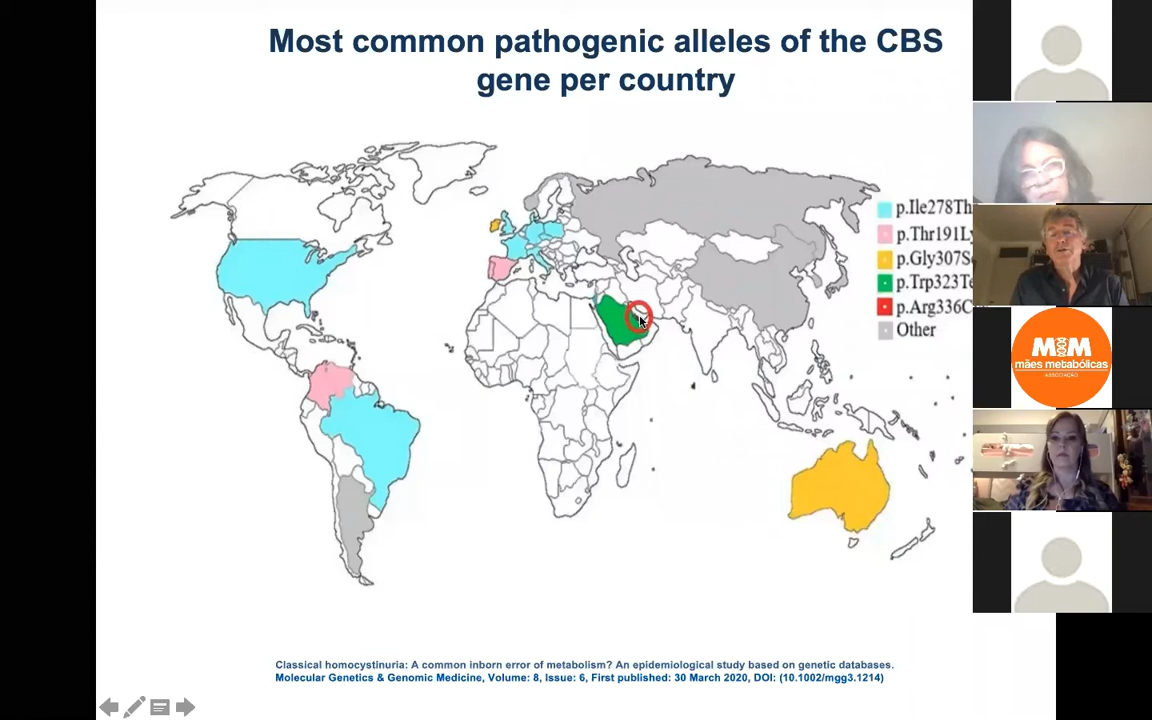 Most common pathogenic alleles of the CBS
gene per country
p.Ile278Th
p.Thr191Ly
p.Gly307S
p.Trp323Te
p.Arg336C
Other
MM
mães metabólicas
ASSOCIAÇÃO
Classical homocystinuria: A common inborn error of metabolism? An epidemiological study based on genetic databases.
Molecular Genetics & Genomic Medicine, Volume: 8, Issue: 6, First published: 30 March 2020, DOI: (10.1002/mgg3.1214)